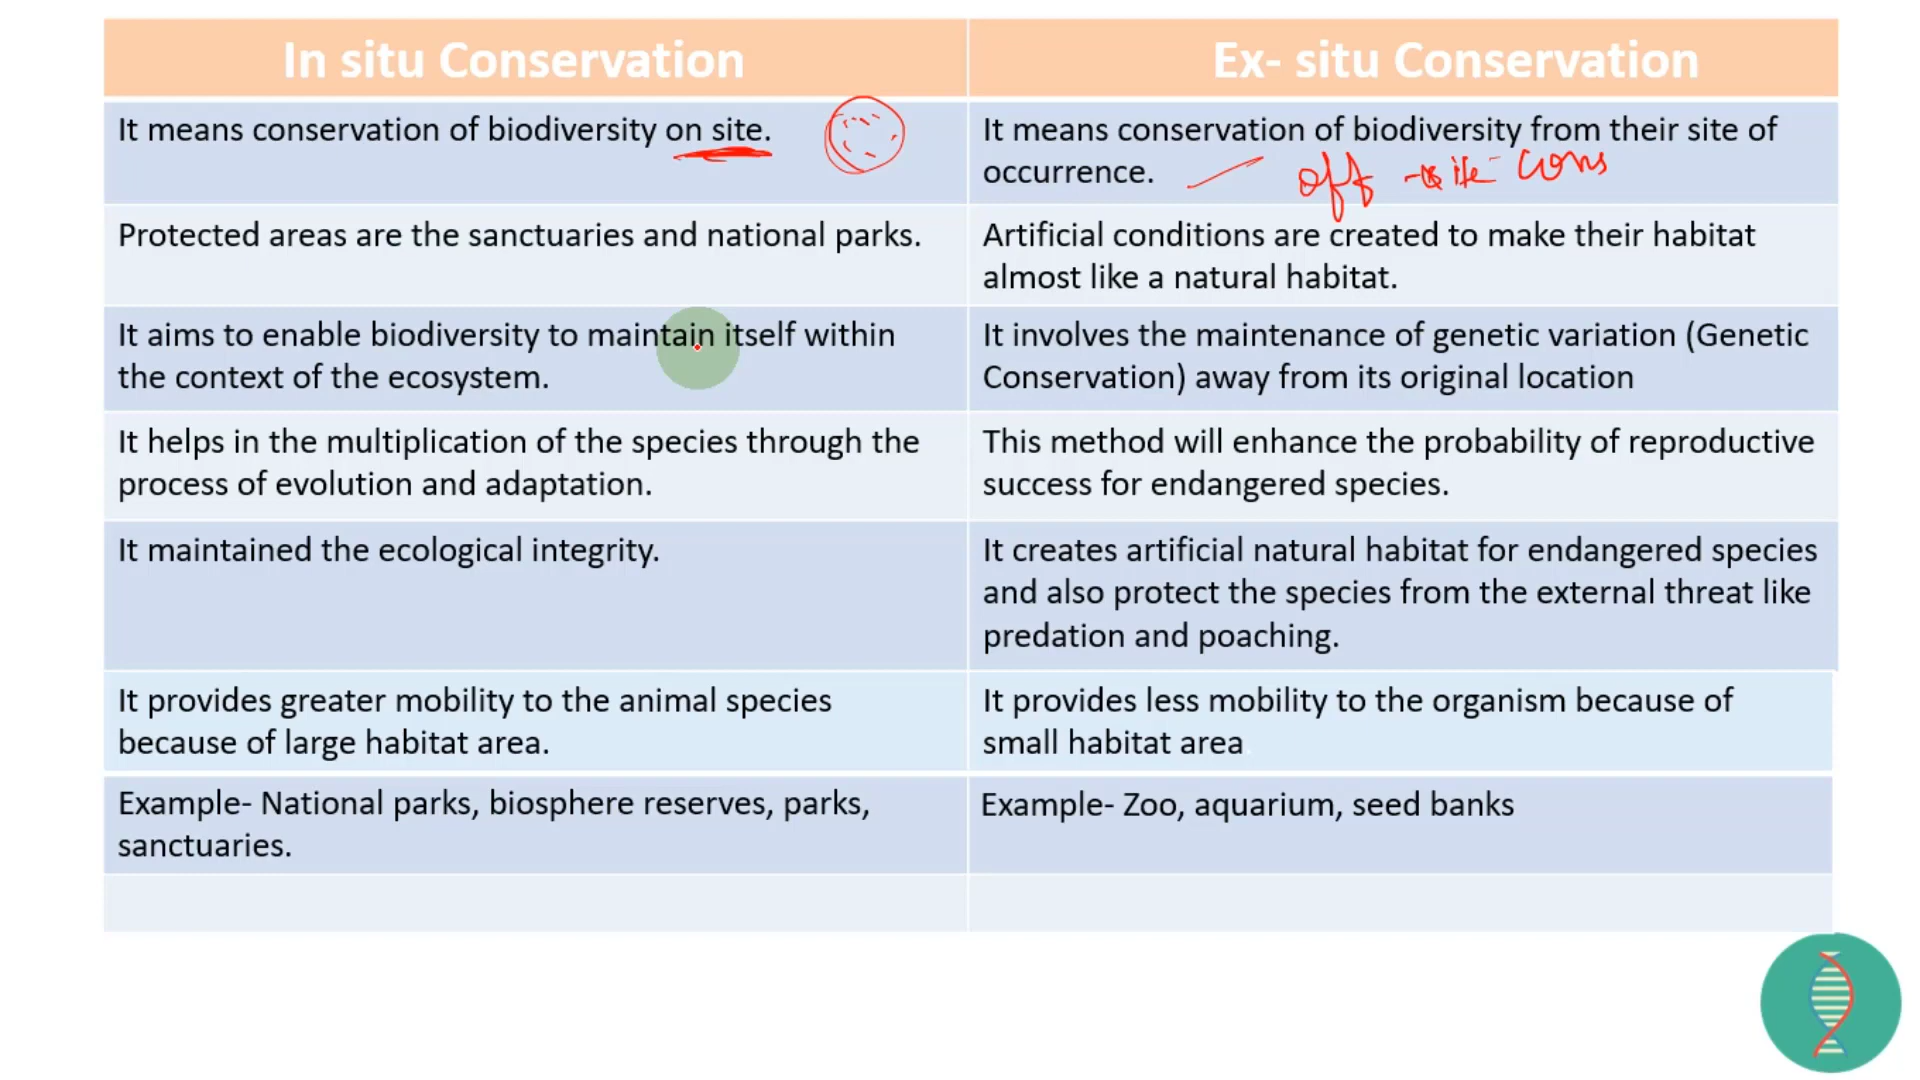 In situ Conservation
Ex- situ Conservation
It means conservation of biodiversity on site.
It means conservation of biodiversity from their site of
occurrence.
off -site cons
Protected areas are the sanctuaries and national parks.
Artificial conditions are created to make their habitat
almost like a natural habitat.
It aims to enable biodiversity to maintain itself within
the context of the ecosystem.
It involves the maintenance of genetic variation (Genetic
Conservation) away from its original location
It helps in the multiplication of the species through the
process of evolution and adaptation.
This method will enhance the probability of reproductive
success for endangered species.
It maintained the ecological integrity.
It creates artificial natural habitat for endangered species
and also protect the species from the external threat like
predation and poaching.
It provides greater mobility to the animal species
because of large habitat area.
It provides less mobility to the organism because of
small habitat area
Example- National parks, biosphere reserves, parks,
sanctuaries.
Example- Zoo, aquarium, seed banks